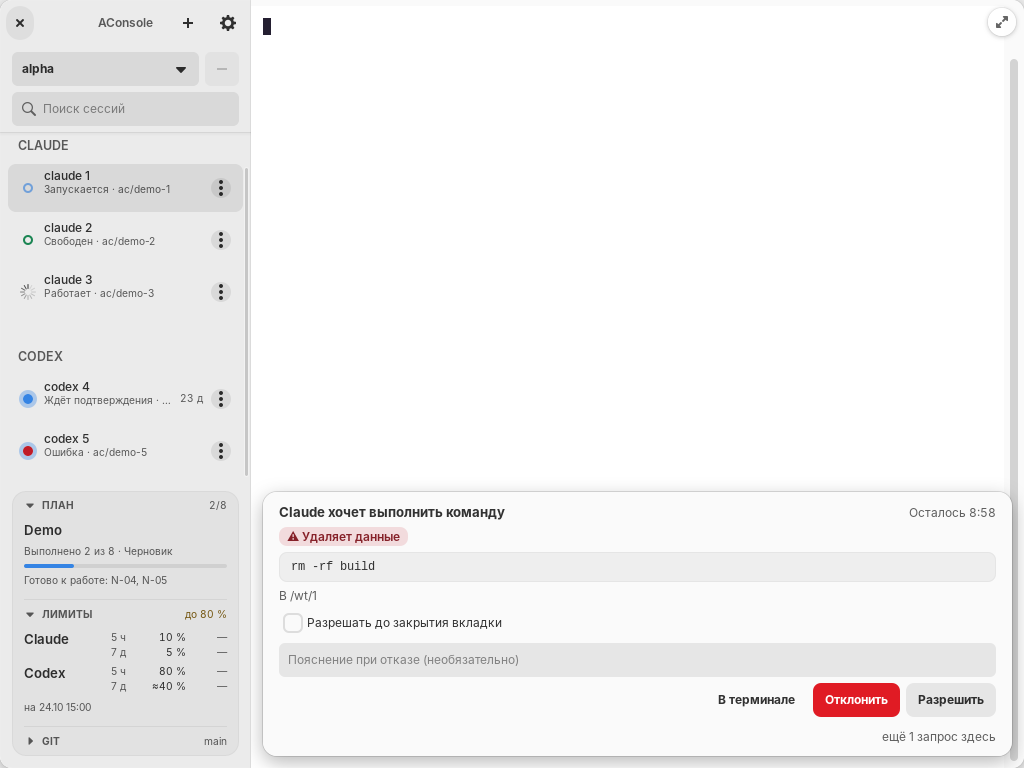 AConsole
alpha
Поиск сессий
CLAUDE
claude 1
Запускается · ac/demo-1
claude 2
Свободен · ac/demo-2
claude 3
Работает · ac/demo-3
CODEX
codex 4
Ждёт подтверждения · ... 23 д
codex 5
Ошибка · ac/demo-5
ПЛАН 2/8
Demo
Выполнено 2 из 8 · Черновик
Готово к работе: N-04, N-05
ЛИМИТЫ до 80 %
Claude 5 ч 10 % —
7 д 5 % —
Codex 5 ч 80 % —
7 д ≈40 % —
на 24.10 15:00
GIT main
Claude хочет выполнить команду
Осталось 8:58
Удаляет данные
rm -rf build
В /wt/1
Разрешать до закрытия вкладки
Пояснение при отказе (необязательно)
В терминале Отклонить Разрешить
ещё 1 запрос здесь